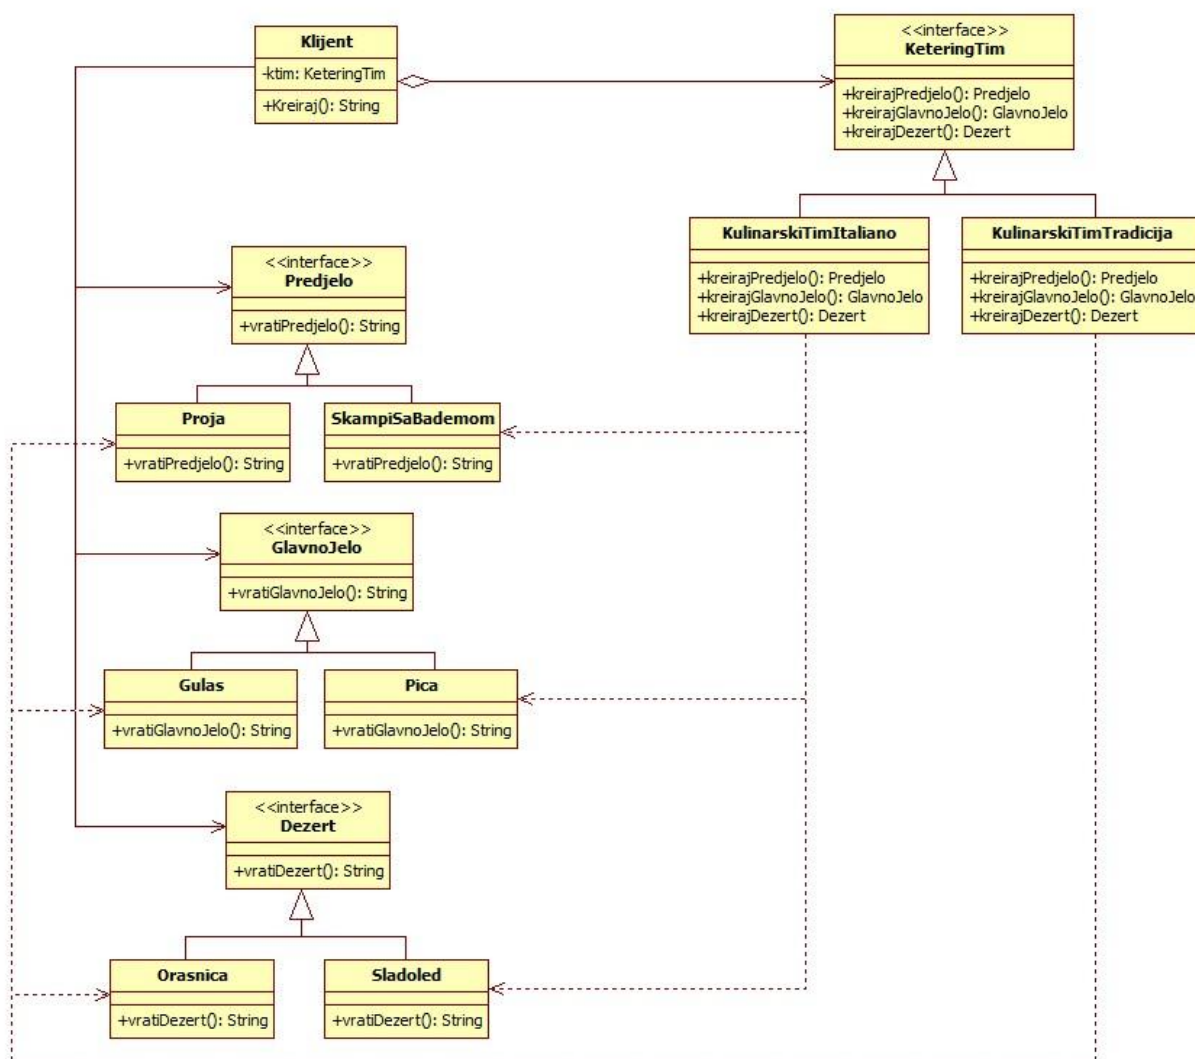 Klijent
-ktim: KeteringTim
+Kreiraj(): String
<<interface>>
KeteringTim
+kreirajPredjelo(): Predjelo
+kreirajGlavnoJelo(): GlavnoJelo
+kreirajDezert(): Dezert
KulinarskiTimItaliano
+kreirajPredjelo(): Predjelo
+kreirajGlavnoJelo(): GlavnoJelo
+kreirajDezert(): Dezert
KulinarskiTimTradicija
+kreirajPredjelo(): Predjelo
+kreirajGlavnoJelo(): GlavnoJelo
+kreirajDezert(): Dezert
<<interface>>
Predjelo
+vratiPredjelo(): String
Proja
+vratiPredjelo(): String
SkampiSaBademom
+vratiPredjelo(): String
<<interface>>
GlavnoJelo
+vratiGlavnoJelo(): String
Gulas
+vratiGlavnoJelo(): String
Pica
+vratiGlavnoJelo(): String
<<interface>>
Dezert
+vratiDezert(): String
Orasnica
+vratiDezert(): String
Sladoled
+vratiDezert(): String